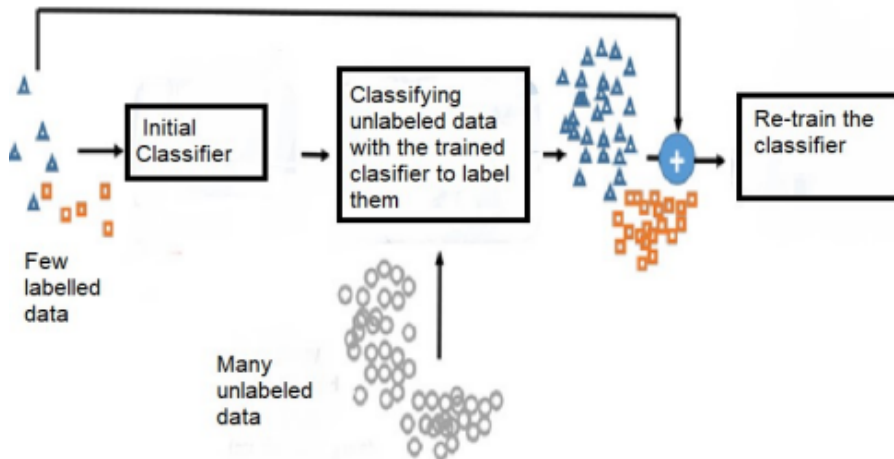 Few
labelled
data
Initial
Classifier
Classifying
unlabeled data
with the trained
clasifier to label
them
Many
unlabeled
data
+
Re-train the
classifier